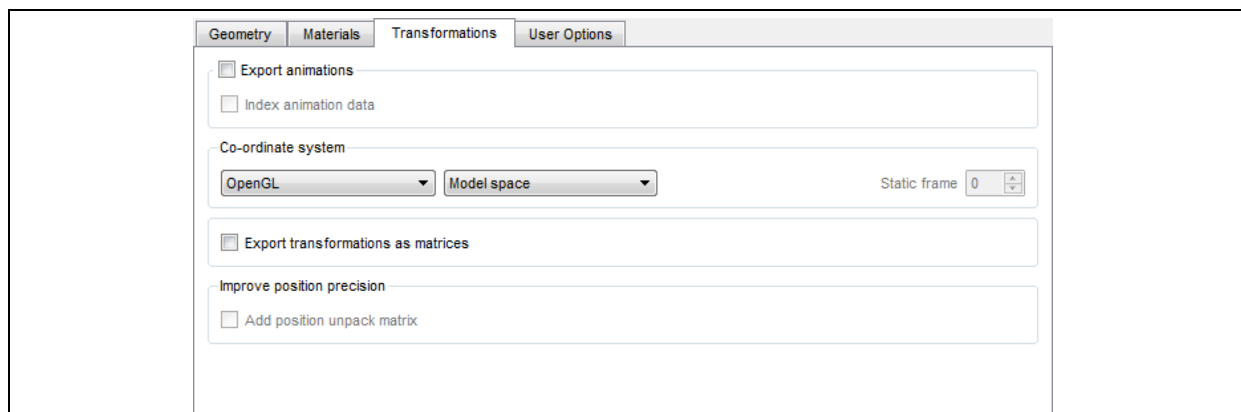 Geometry Materials Transformations User Options
Export animations
Index animation data
Co-ordinate system
OpenGL Model space Static frame 0
Export transformations as matrices
Improve position precision
Add position unpack matrix